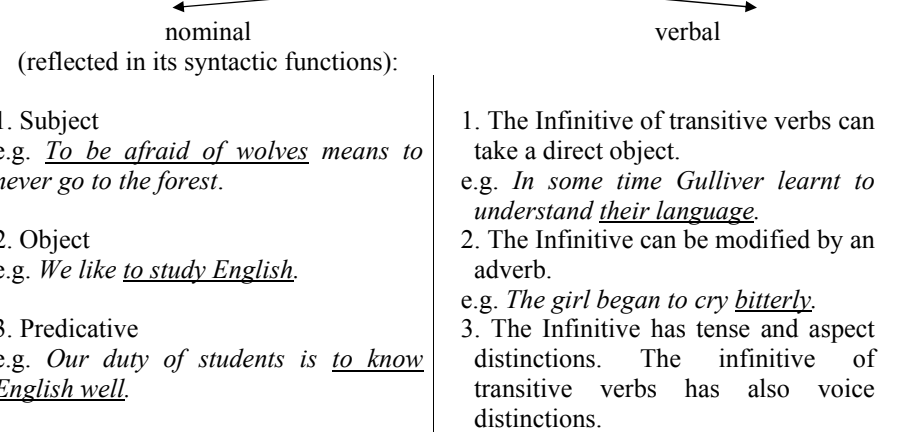 nominal
(reflected in its syntactic functions):
1. Subject
e.g. To be afraid of wolves means to
never go to the forest.
2. Object
e.g. We like to study English.
3. Predicative
e.g. Our duty of students is to know
English well.
verbal
1. The Infinitive of transitive verbs can
take a direct object.
e.g. In some time Gulliver learnt to
understand their language.
2. The Infinitive can be modified by an
adverb.
e.g. The girl began to cry bitterly.
3. The Infinitive has tense and aspect
distinctions. The infinitive of
transitive verbs has also voice
distinctions.